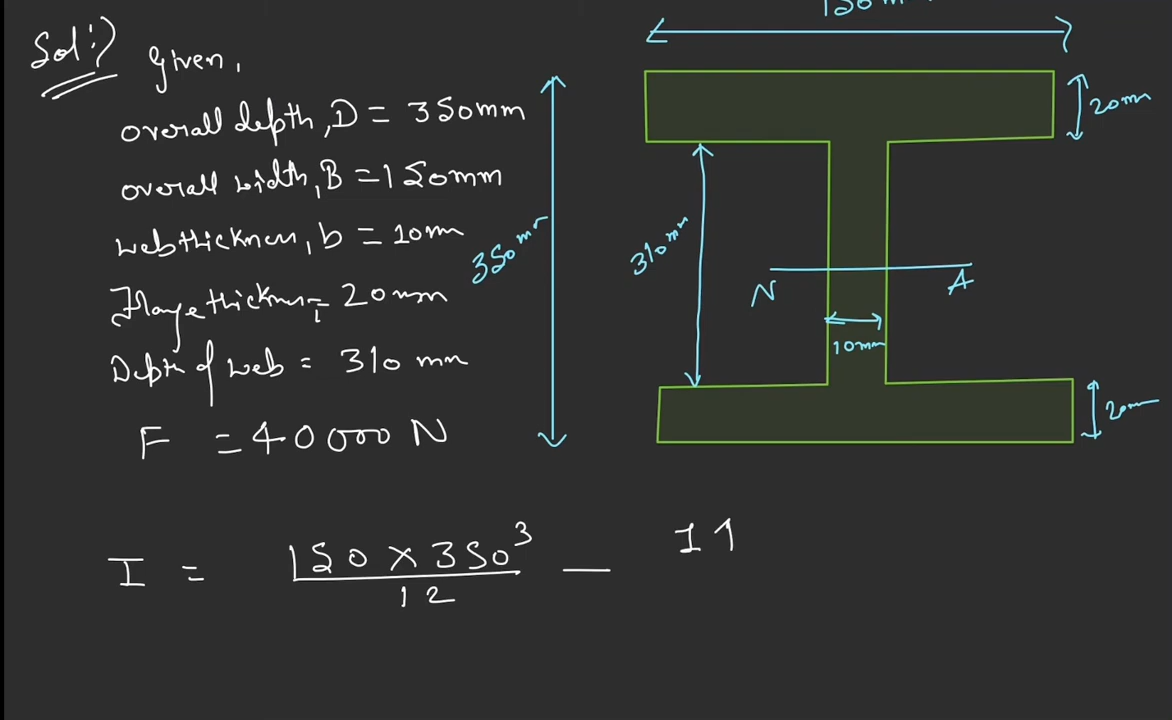 Sol:)
Given,
overall depth, D = 350mm
overall width, B = 150mm
web thickness, b = 10mm
Flange thickness = 20mm
Depth of web = 310 mm
F = 40000 N
20mm
350mm
310mm
N A
10mm
20mm
I = 150 × 350³ / 12 — 11